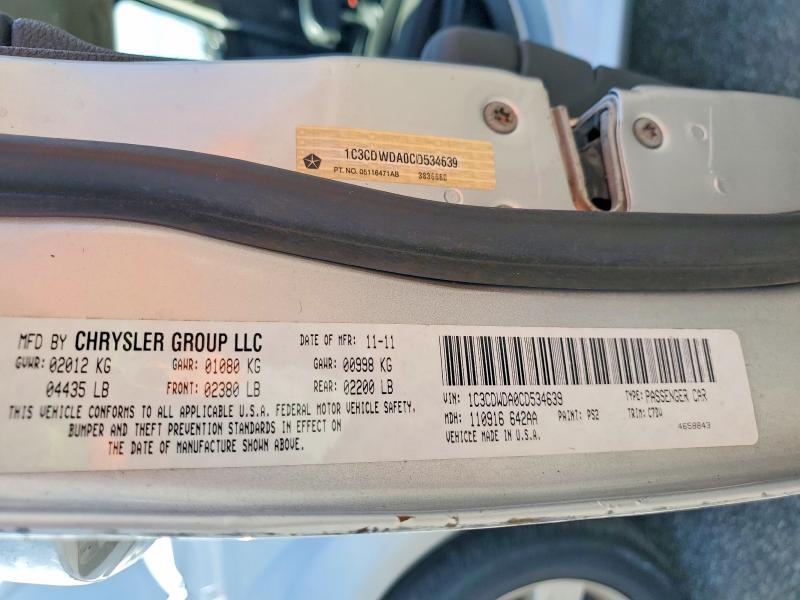 1C3CDWDA0CD534639
PT. NO. 05116471AB 3836660
MFD BY CHRYSLER GROUP LLC DATE OF MFR: 11-11
GVWR: 02012 KG GAWR: 01080 KG GAWR: 00998 KG
04435 LB FRONT: 02380 LB REAR: 02200 LB
THIS VEHICLE CONFORMS TO ALL APPLICABLE U.S.A. FEDERAL MOTOR VEHICLE SAFETY,
BUMPER AND THEFT PREVENTION STANDARDS IN EFFECT ON
THE DATE OF MANUFACTURE SHOWN ABOVE.
VIN: 1C3CDWDA0CD534639 TYPE: PASSENGER CAR
MDH: 110916 642AA PAINT: PS2 TRIM: C7DV
VEHICLE MADE IN U.S.A. 4658843